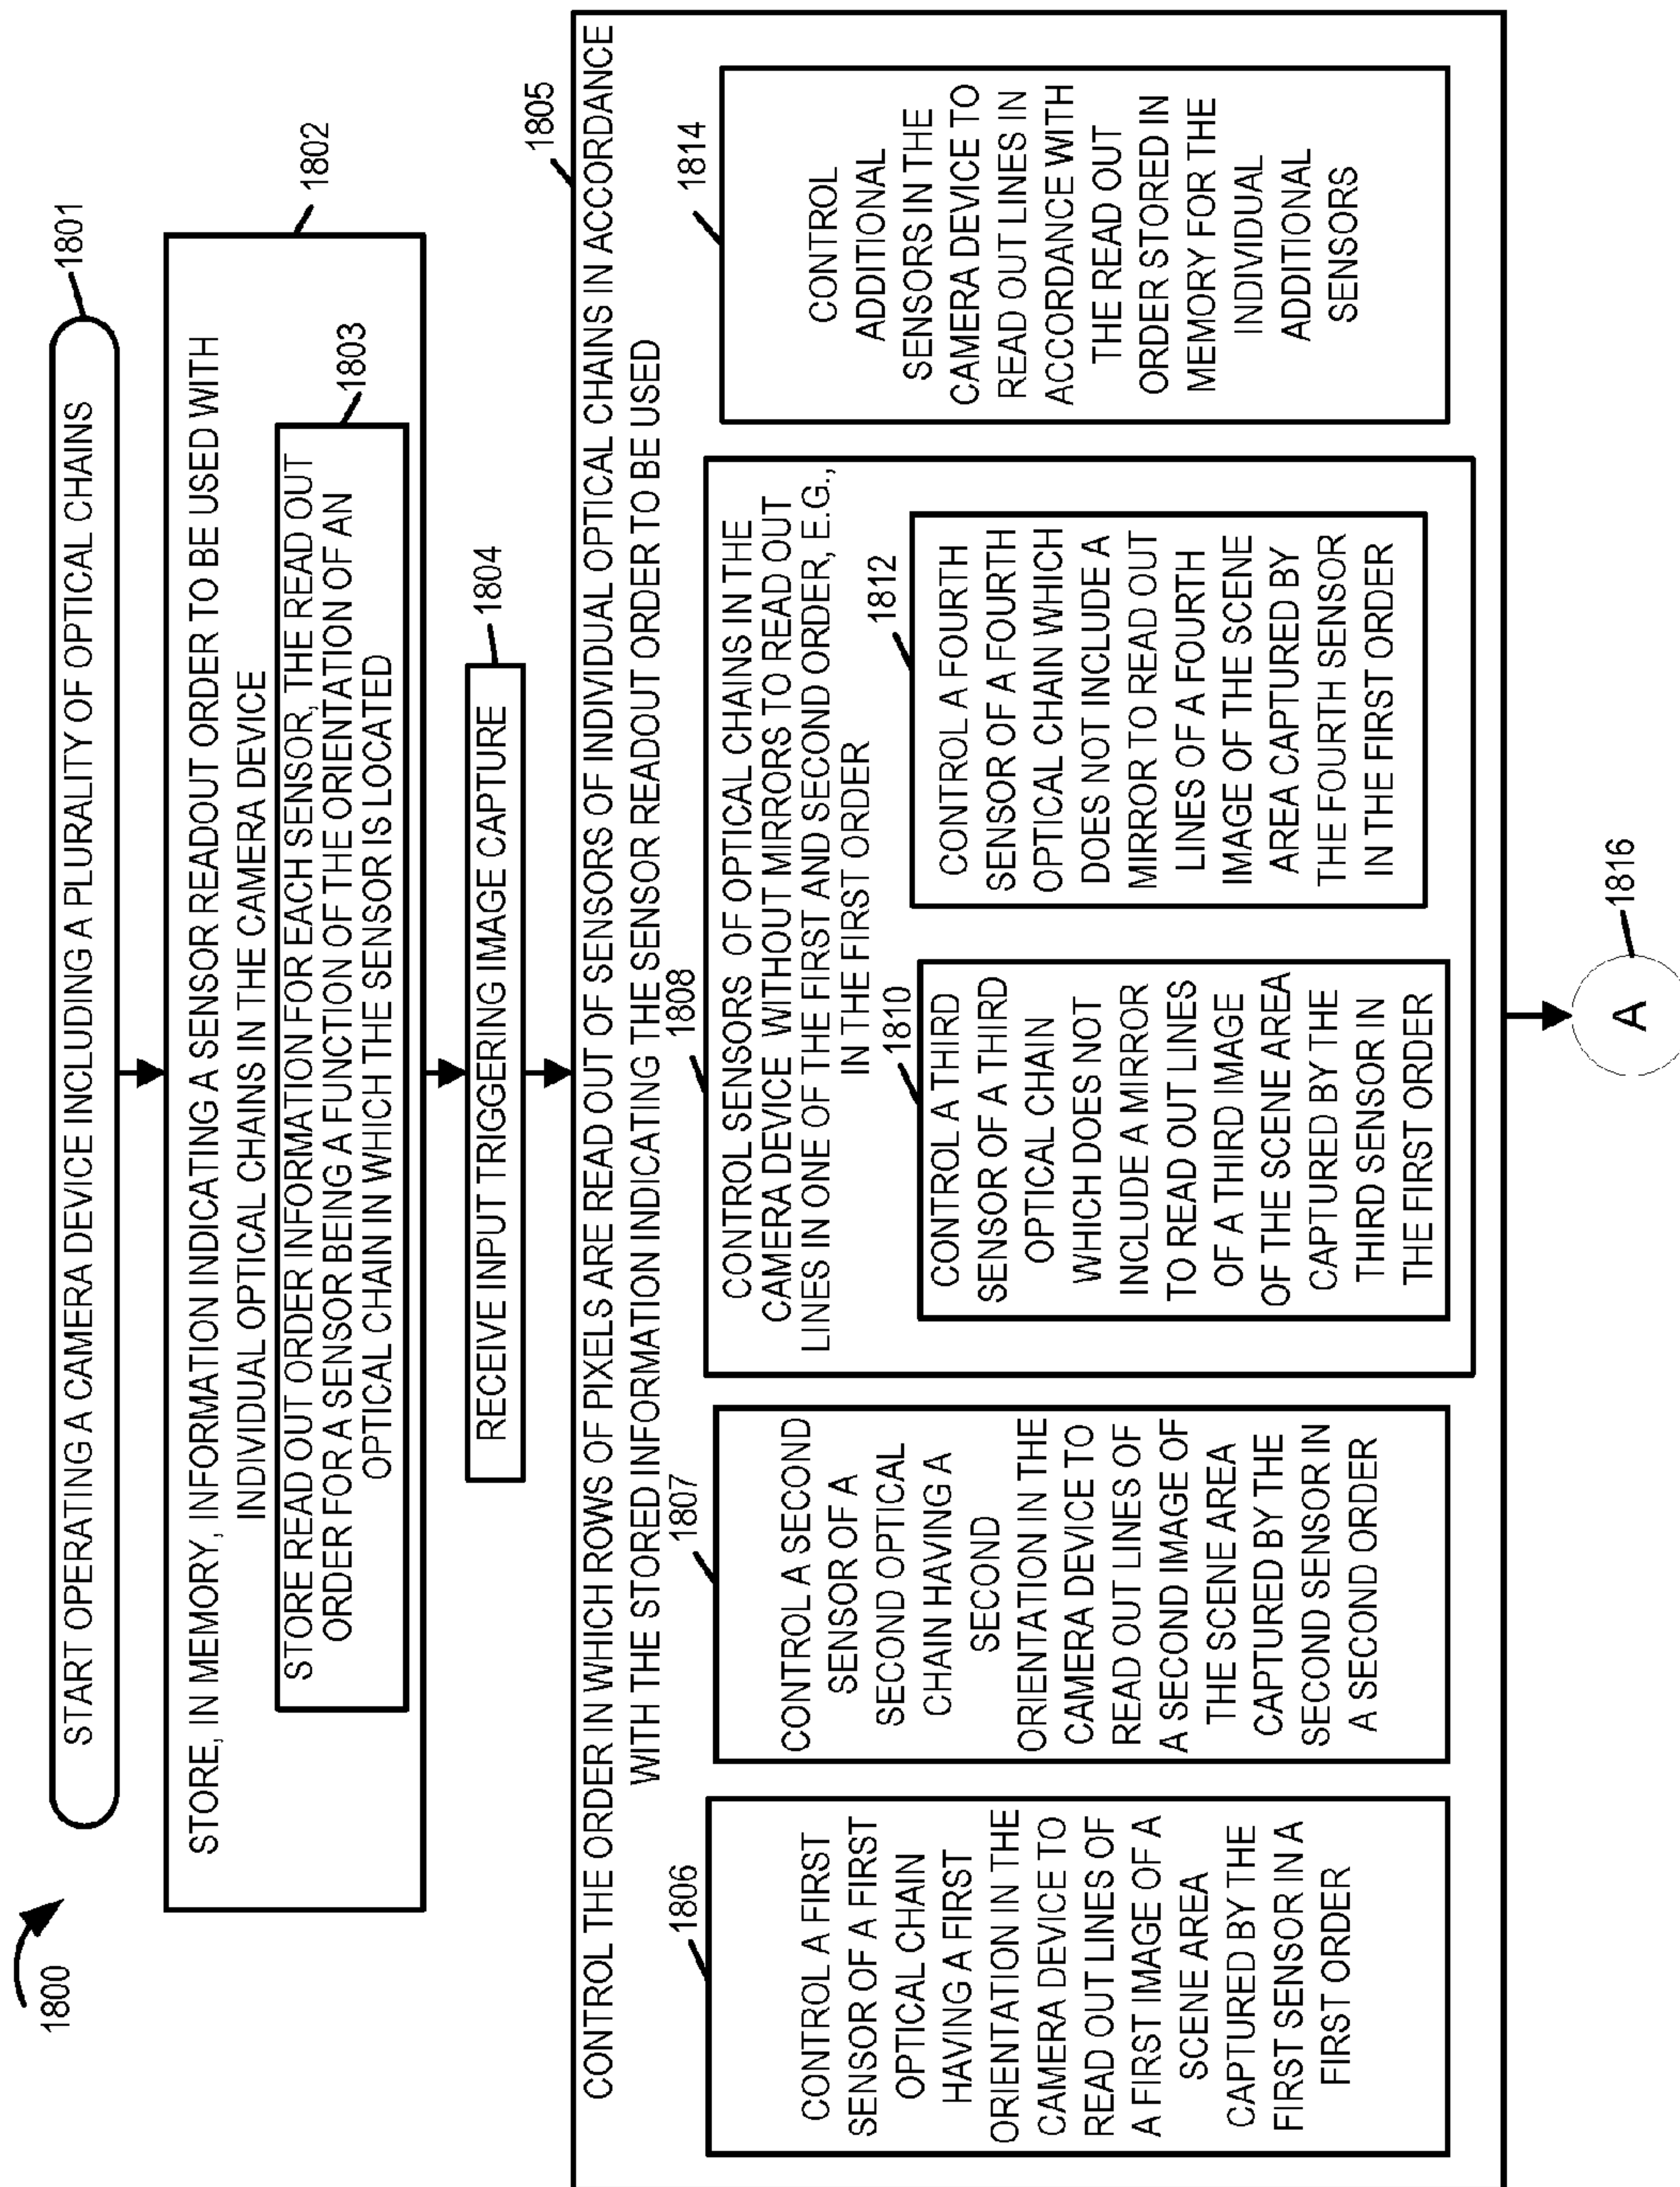 1800
START OPERATING A CAMERA DEVICE INCLUDING A PLURALITY OF OPTICAL CHAINS
1801
1802
STORE, IN MEMORY, INFORMATION INDICATING A SENSOR READOUT ORDER TO BE USED WITH
INDIVIDUAL OPTICAL CHAINS IN THE CAMERA DEVICE
1803
STORE READ OUT ORDER INFORMATION FOR EACH SENSOR, THE READ OUT
ORDER FOR A SENSOR BEING A FUNCTION OF THE ORIENTATION OF AN
OPTICAL CHAIN IN WHICH THE SENSOR IS LOCATED
1804
RECEIVE INPUT TRIGGERING IMAGE CAPTURE
1805
CONTROL THE ORDER IN WHICH ROWS OF PIXELS ARE READ OUT OF SENSORS OF INDIVIDUAL OPTICAL CHAINS IN ACCORDANCE
WITH THE STORED INFORMATION INDICATING THE SENSOR READOUT ORDER TO BE USED
1806
CONTROL A FIRST
SENSOR OF A FIRST
OPTICAL CHAIN
HAVING A FIRST
ORIENTATION IN THE
CAMERA DEVICE TO
READ OUT LINES OF
A FIRST IMAGE OF A
SCENE AREA
CAPTURED BY THE
FIRST SENSOR IN A
FIRST ORDER
1807
CONTROL A SECOND
SENSOR OF A
SECOND OPTICAL
CHAIN HAVING A
SECOND
ORIENTATION IN THE
CAMERA DEVICE TO
READ OUT LINES OF
A SECOND IMAGE OF
THE SCENE AREA
CAPTURED BY THE
SECOND SENSOR IN
A SECOND ORDER
1808
CONTROL SENSORS OF OPTICAL CHAINS IN THE
CAMERA DEVICE WITHOUT MIRRORS TO READ OUT
LINES IN ONE OF THE FIRST AND SECOND ORDER, E.G.,
IN THE FIRST ORDER
1810
CONTROL A THIRD
SENSOR OF A THIRD
OPTICAL CHAIN
WHICH DOES NOT
INCLUDE A MIRROR
TO READ OUT LINES
OF A THIRD IMAGE
OF THE SCENE AREA
CAPTURED BY THE
THIRD SENSOR IN
THE FIRST ORDER
1812
CONTROL A FOURTH
SENSOR OF A FOURTH
OPTICAL CHAIN WHICH
DOES NOT INCLUDE A
MIRROR TO READ OUT
LINES OF A FOURTH
IMAGE OF THE SCENE
AREA CAPTURED BY
THE FOURTH SENSOR
IN THE FIRST ORDER
1814
CONTROL
ADDITIONAL
SENSORS IN THE
CAMERA DEVICE TO
READ OUT LINES IN
ACCORDANCE WITH
THE READ OUT
ORDER STORED IN
MEMORY FOR THE
INDIVIDUAL
ADDITIONAL
SENSORS
A
1816